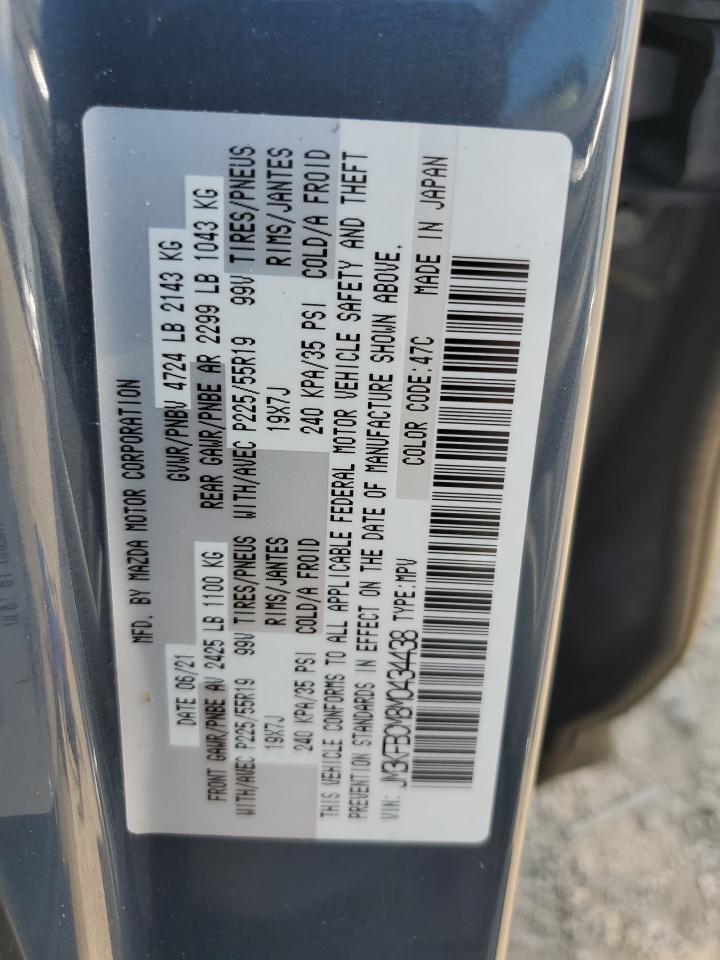 MFD. BY MAZDA MOTOR CORPORATION
DATE 06/21 GVWR/PNBV 4724 LB 2143 KG
FRONT GAWR/PNBE AV 2425 LB 1100 KG REAR GAWR/PNBE AR 2299 LB 1043 KG
WITH/AVEC P225/55R19 99V TIRES/PNEUS WITH/AVEC P225/55R19 99V TIRES/PNEUS
19X7J RIMS/JANTES 19X7J RIMS/JANTES
240 KPA/35 PSI COLD/A FROID 240 KPA/35 PSI COLD/A FROID
THIS VEHICLE CONFORMS TO ALL APPLICABLE FEDERAL MOTOR VEHICLE SAFETY AND THEFT
PREVENTION STANDARDS IN EFFECT ON THE DATE OF MANUFACTURE SHOWN ABOVE.
VIN: JM3KFBCM8M0434438 TYPE:MPV COLOR CODE:47C MADE IN JAPAN